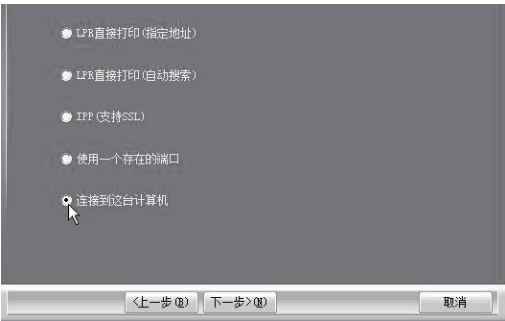 LPR直接打印(指定地址)
LPR直接打印(自动搜索)
IPP(支持SSL)
使用一个存在的端口
连接到这台计算机
<上一步(B) 下一步>(N) 取消